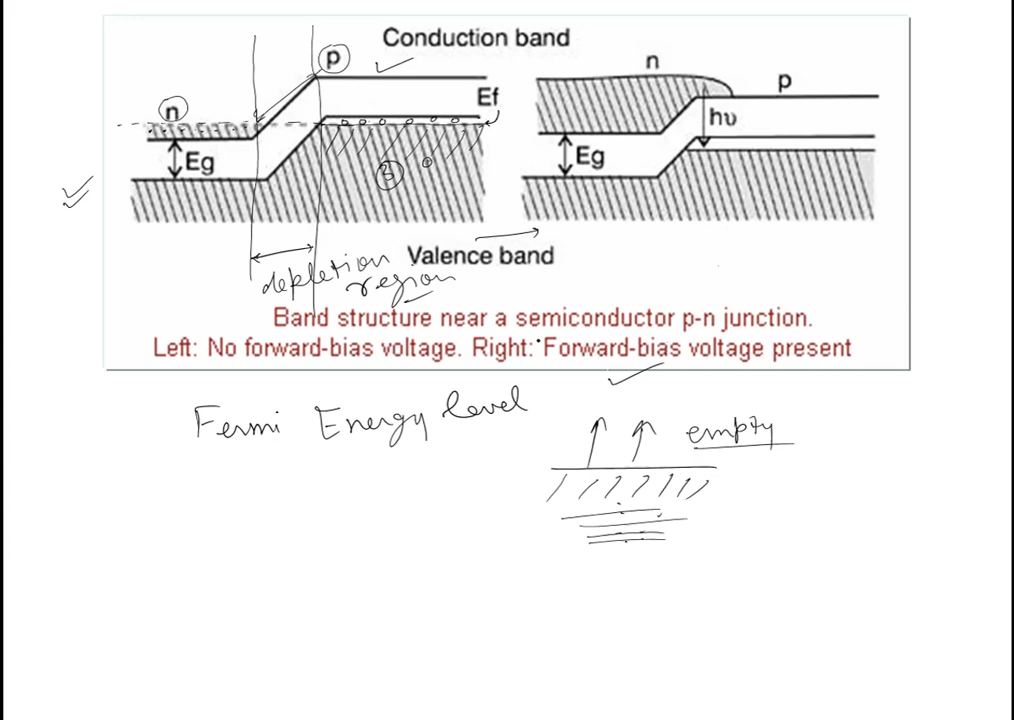 Conduction band
p
n
Ef
Eg
3
n
p
hυ
Eg
Valence band
depletion
region
Band structure near a semiconductor p-n junction.
Left: No forward-bias voltage. Right: Forward-bias voltage present
Fermi Energy level
empty